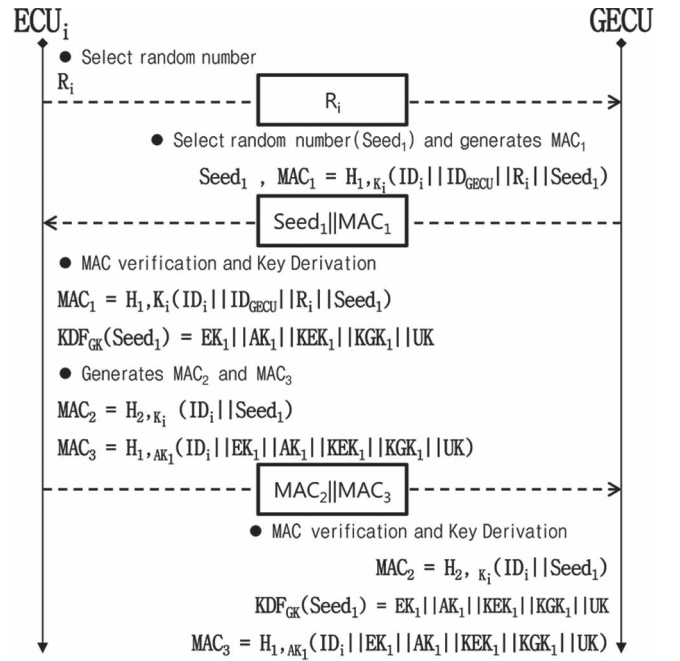 ECUᵢ GECU
● Select random number
Rᵢ
Rᵢ
● Select random number(Seed₁) and generates MAC₁
Seed₁ , MAC₁ = H₁,Kᵢ(IDᵢ||ID_GECU||Rᵢ||Seed₁)
Seed₁||MAC₁
● MAC verification and Key Derivation
MAC₁ = H₁,Kᵢ(IDᵢ||ID_GECU||Rᵢ||Seed₁)
KDF_GK(Seed₁) = EK₁||AK₁||KEK₁||KGK₁||UK
● Generates MAC₂ and MAC₃
MAC₂ = H₂,Kᵢ (IDᵢ||Seed₁)
MAC₃ = H₁,AK₁(IDᵢ||EK₁||AK₁||KEK₁||KGK₁||UK)
MAC₂||MAC₃
● MAC verification and Key Derivation
MAC₂ = H₂, Kᵢ(IDᵢ||Seed₁)
KDF_GK(Seed₁) = EK₁||AK₁||KEK₁||KGK₁||UK
MAC₃ = H₁,AK₁(IDᵢ||EK₁||AK₁||KEK₁||KGK₁||UK)